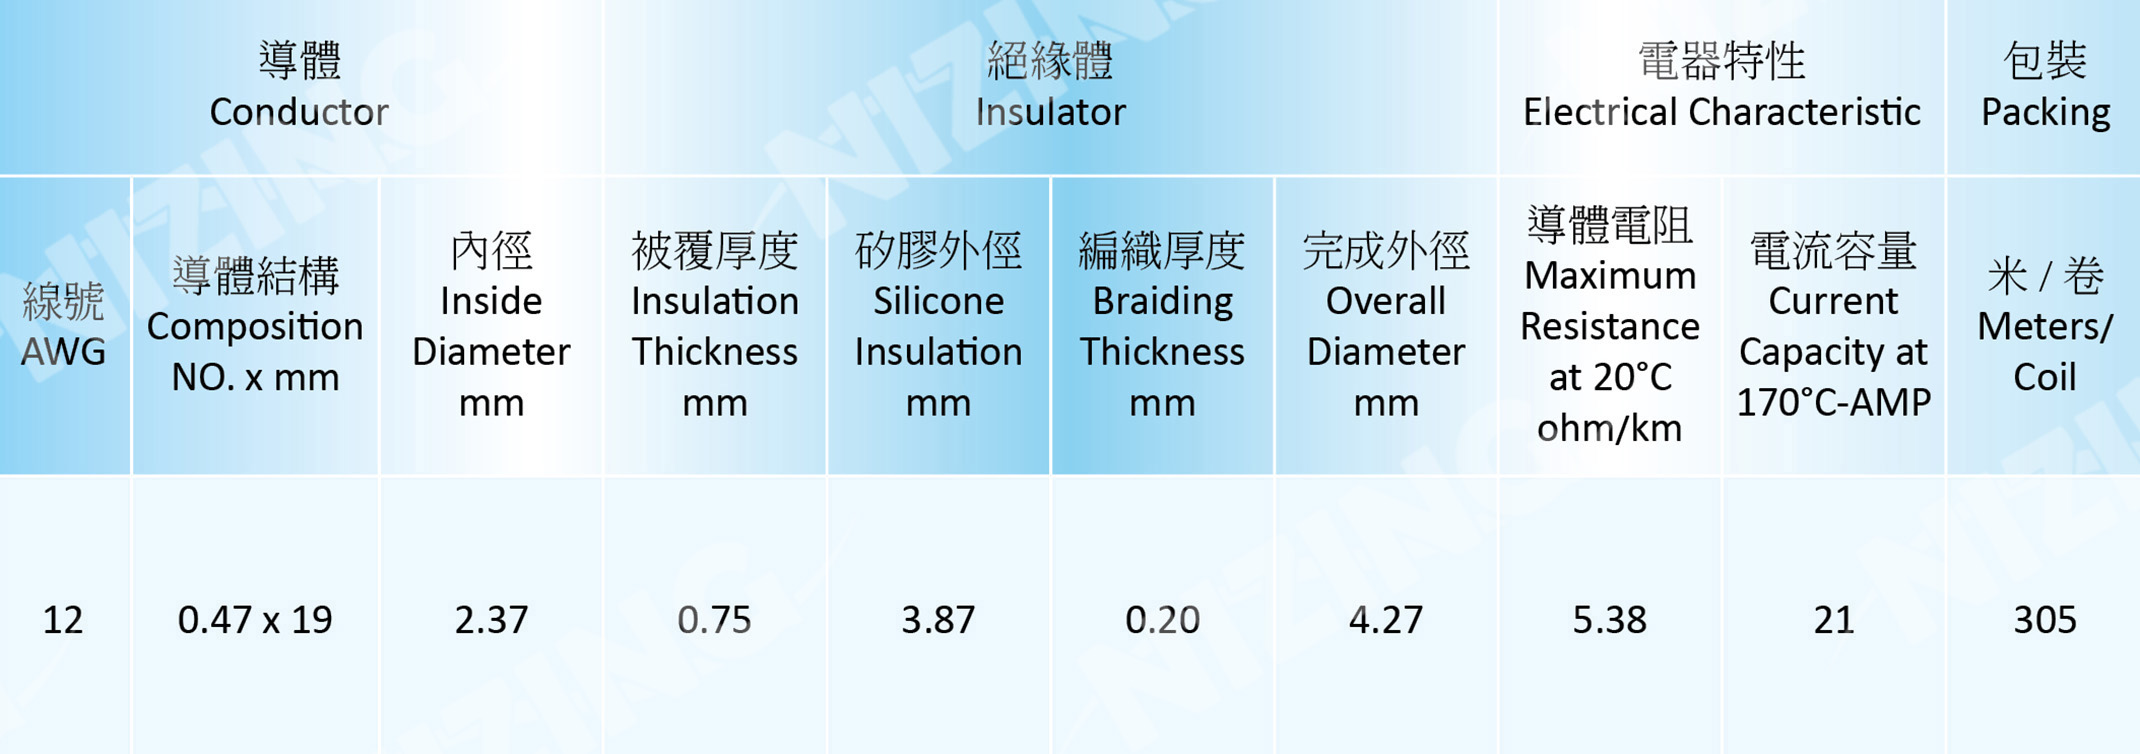 導體
Conductor
絕緣體
Insulator
電器特性
Electrical Characteristic
包裝
Packing
線號
AWG
導體結構
Composition
NO. x mm
內徑
Inside
Diameter
mm
被覆厚度
Insulation
Thickness
mm
矽膠外徑
Silicone
Insulation
mm
編織厚度
Braiding
Thickness
mm
完成外徑
Overall
Diameter
mm
導體電阻
Maximum
Resistance
at 20°C
ohm/km
電流容量
Current
Capacity at
170°C-AMP
米 / 卷
Meters/
Coil
12
0.47 x 19
2.37
0.75
3.87
0.20
4.27
5.38
21
305
NIZING
NIZING
NIZING
NIZING
NIZING